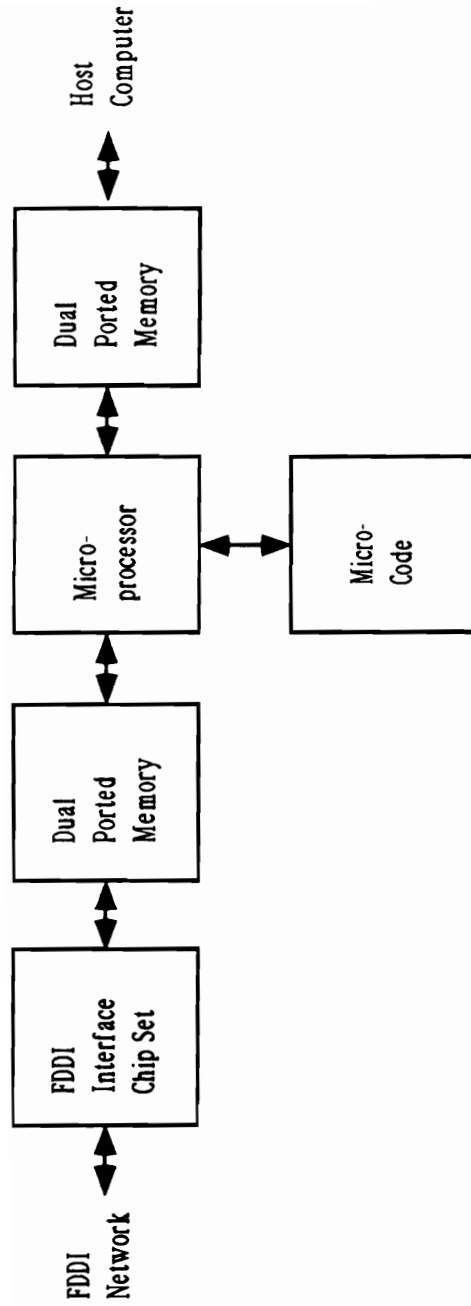 FDDI
Network
FDDI
Interface
Chip Set
Dual
Ported
Memory
Micro-
processor
Micro-
Code
Dual
Ported
Memory
Host
Computer